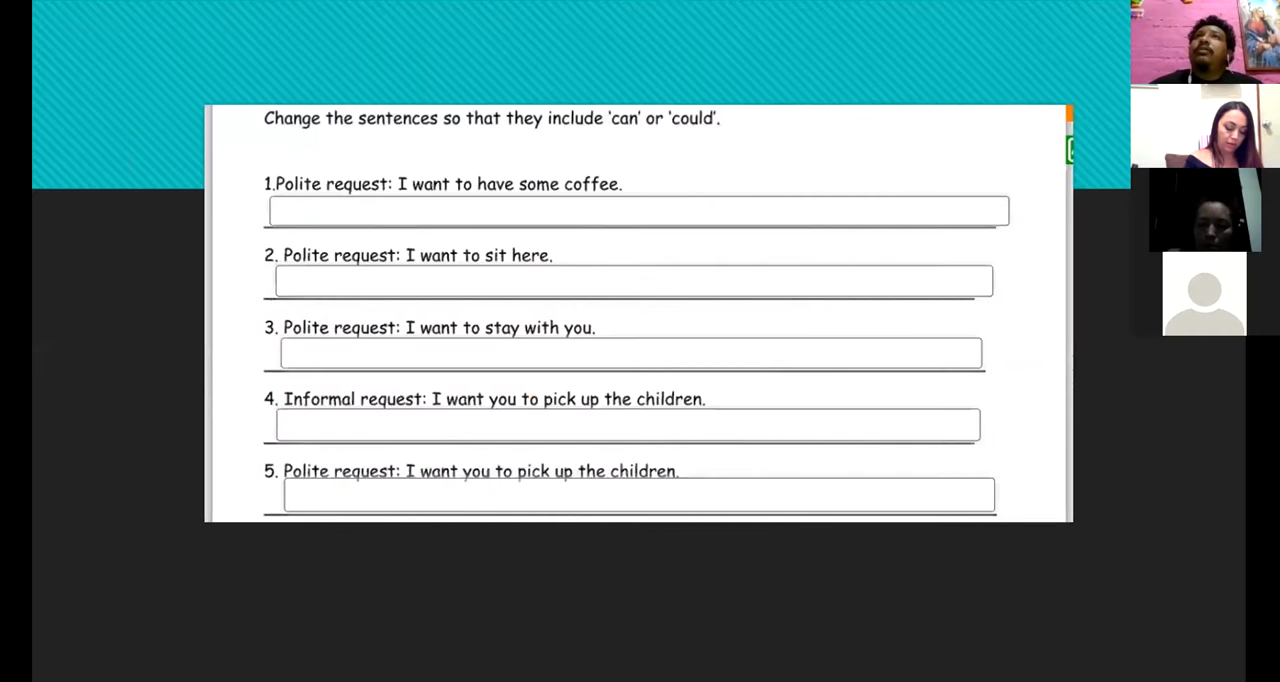 Change the sentences so that they include ‘can’ or ‘could’.
1.Polite request: I want to have some coffee.
2. Polite request: I want to sit here.
3. Polite request: I want to stay with you.
4. Informal request: I want you to pick up the children.
5. Polite request: I want you to pick up the children.